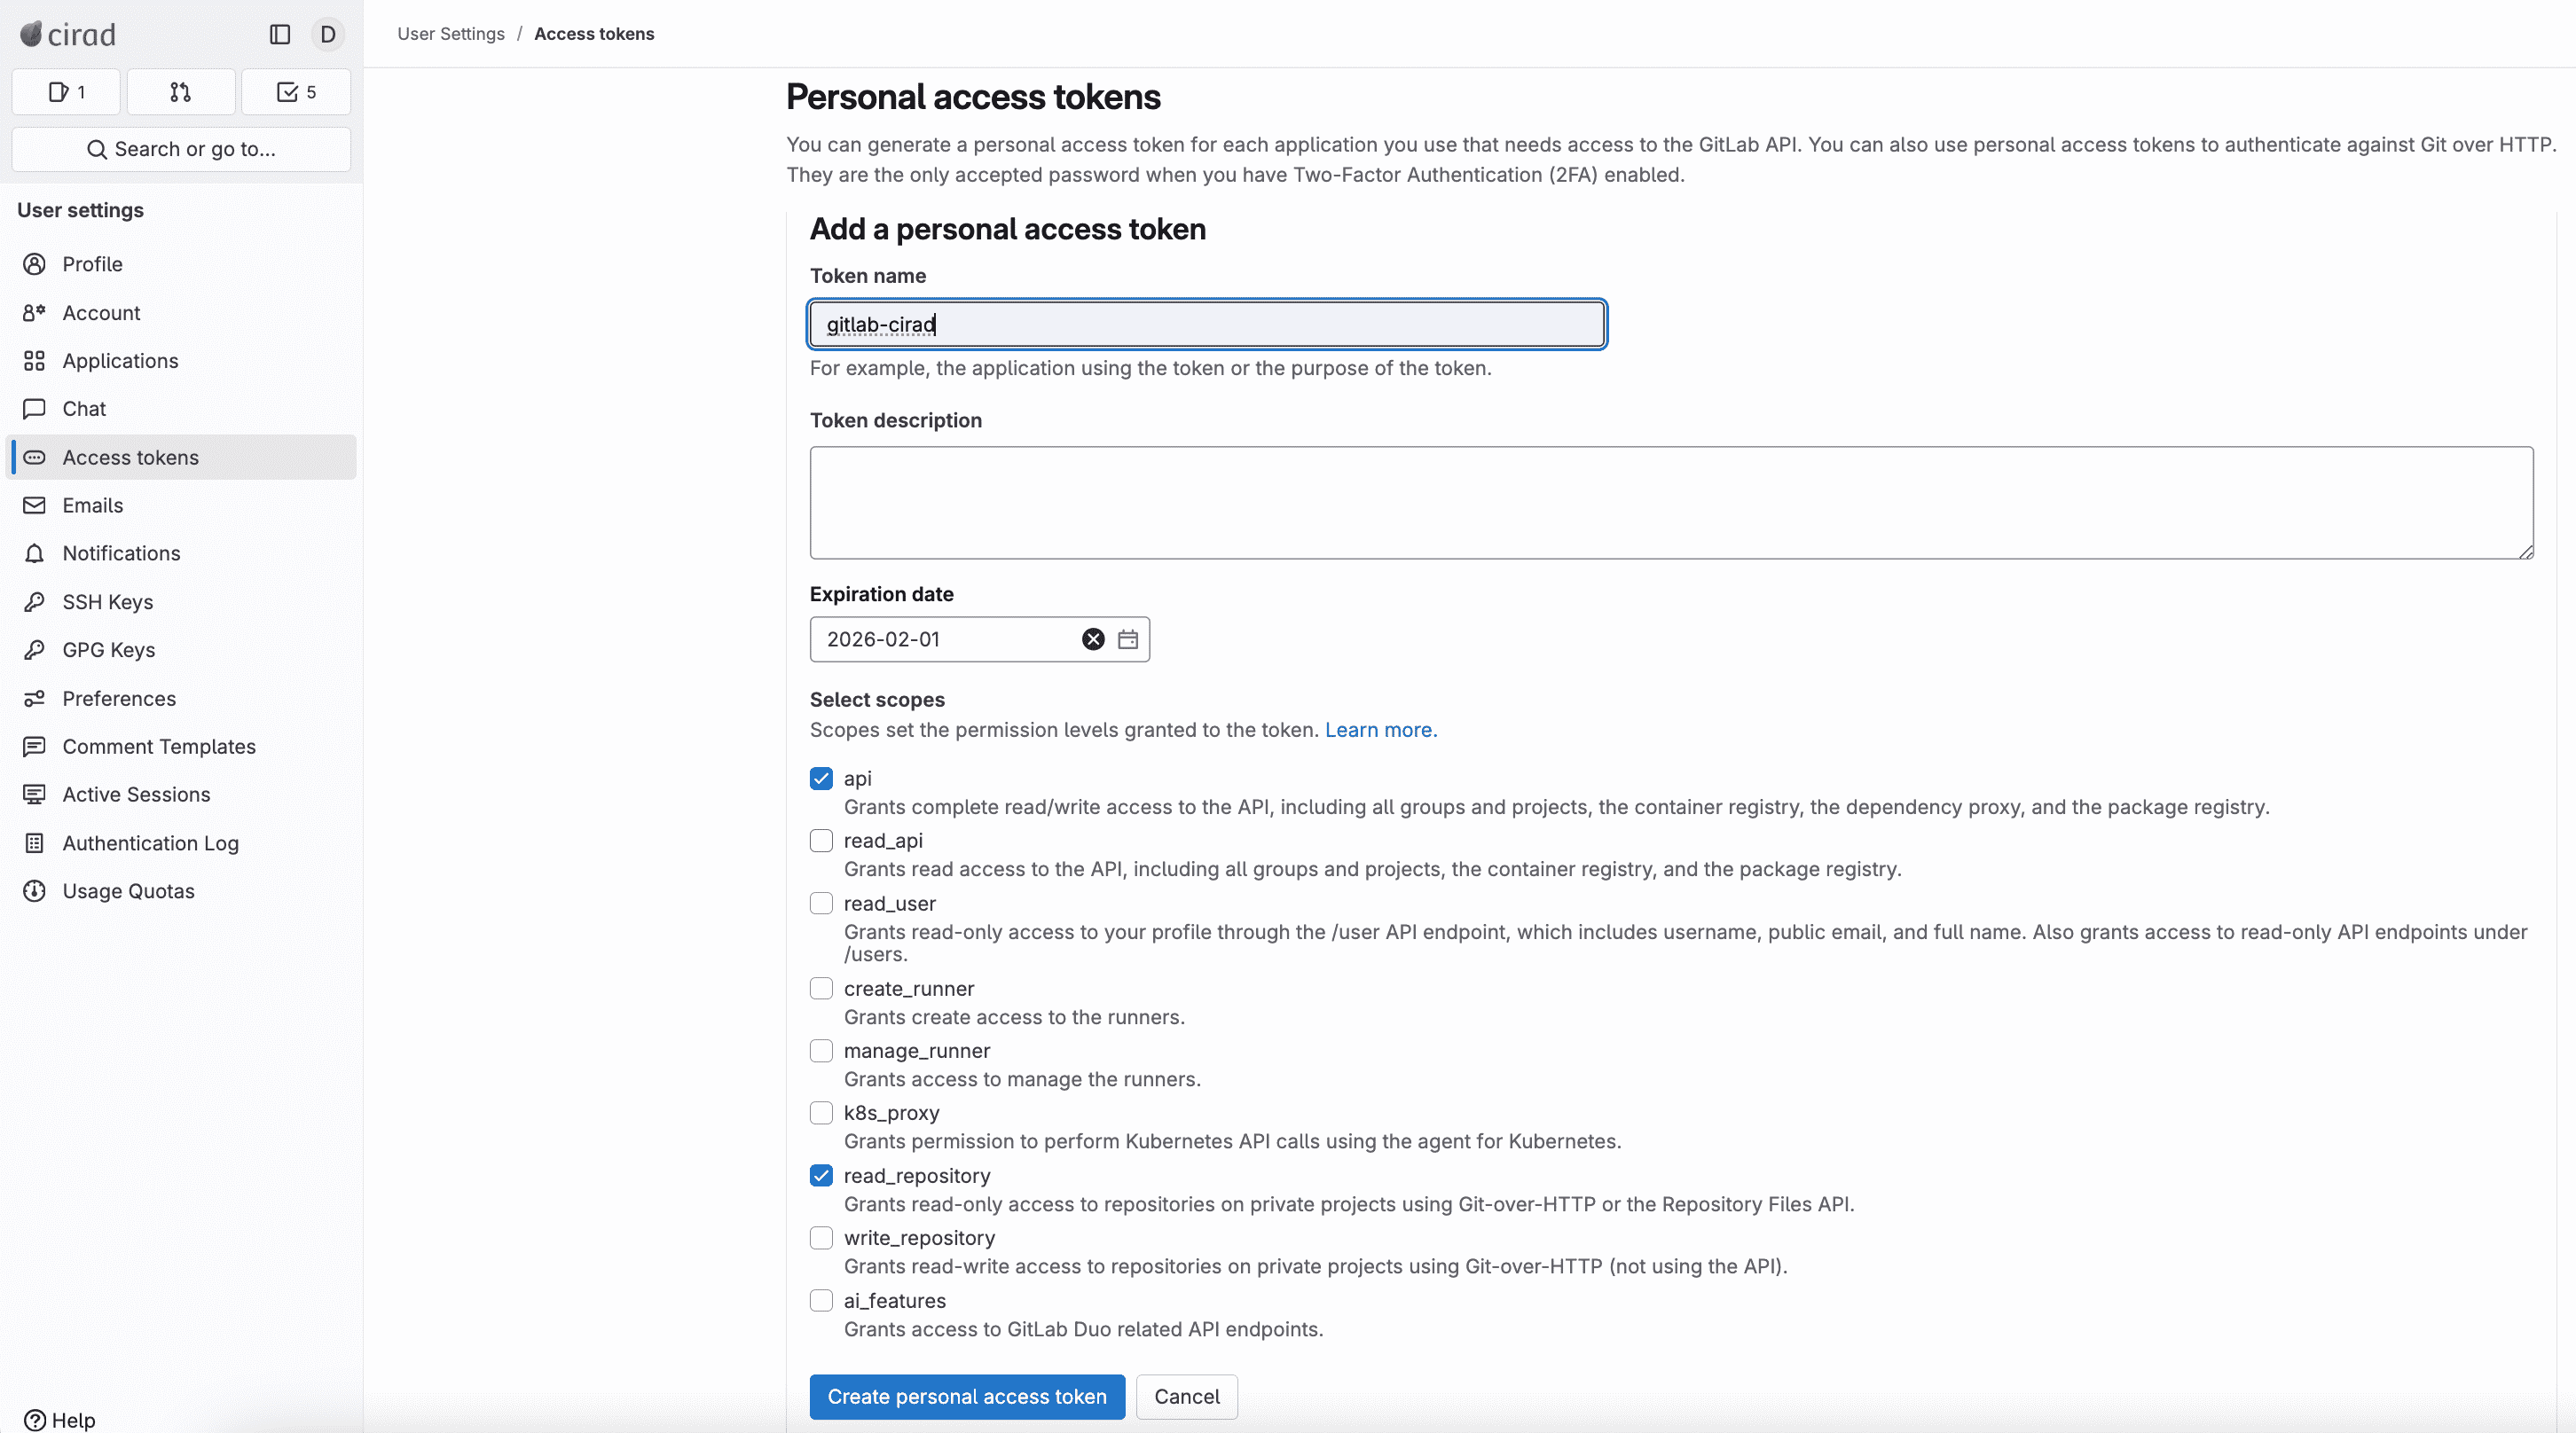 cirad
D
1
5
Search or go to...
User settings
Profile
Account
Applications
Chat
Access tokens
Emails
Notifications
SSH Keys
GPG Keys
Preferences
Comment Templates
Active Sessions
Authentication Log
Usage Quotas
Help
User Settings / Access tokens
Personal access tokens
You can generate a personal access token for each application you use that needs access to the GitLab API. You can also use personal access tokens to authenticate against Git over HTTP.
They are the only accepted password when you have Two-Factor Authentication (2FA) enabled.
Add a personal access token
Token name
gitlab-cirad
For example, the application using the token or the purpose of the token.
Token description
Expiration date
2026-02-01
Select scopes
Scopes set the permission levels granted to the token. Learn more.
api
Grants complete read/write access to the API, including all groups and projects, the container registry, the dependency proxy, and the package registry.
read_api
Grants read access to the API, including all groups and projects, the container registry, and the package registry.
read_user
Grants read-only access to your profile through the /user API endpoint, which includes username, public email, and full name. Also grants access to read-only API endpoints under
/users.
create_runner
Grants create access to the runners.
manage_runner
Grants access to manage the runners.
k8s_proxy
Grants permission to perform Kubernetes API calls using the agent for Kubernetes.
read_repository
Grants read-only access to repositories on private projects using Git-over-HTTP or the Repository Files API.
write_repository
Grants read-write access to repositories on private projects using Git-over-HTTP (not using the API).
ai_features
Grants access to GitLab Duo related API endpoints.
Create personal access token
Cancel